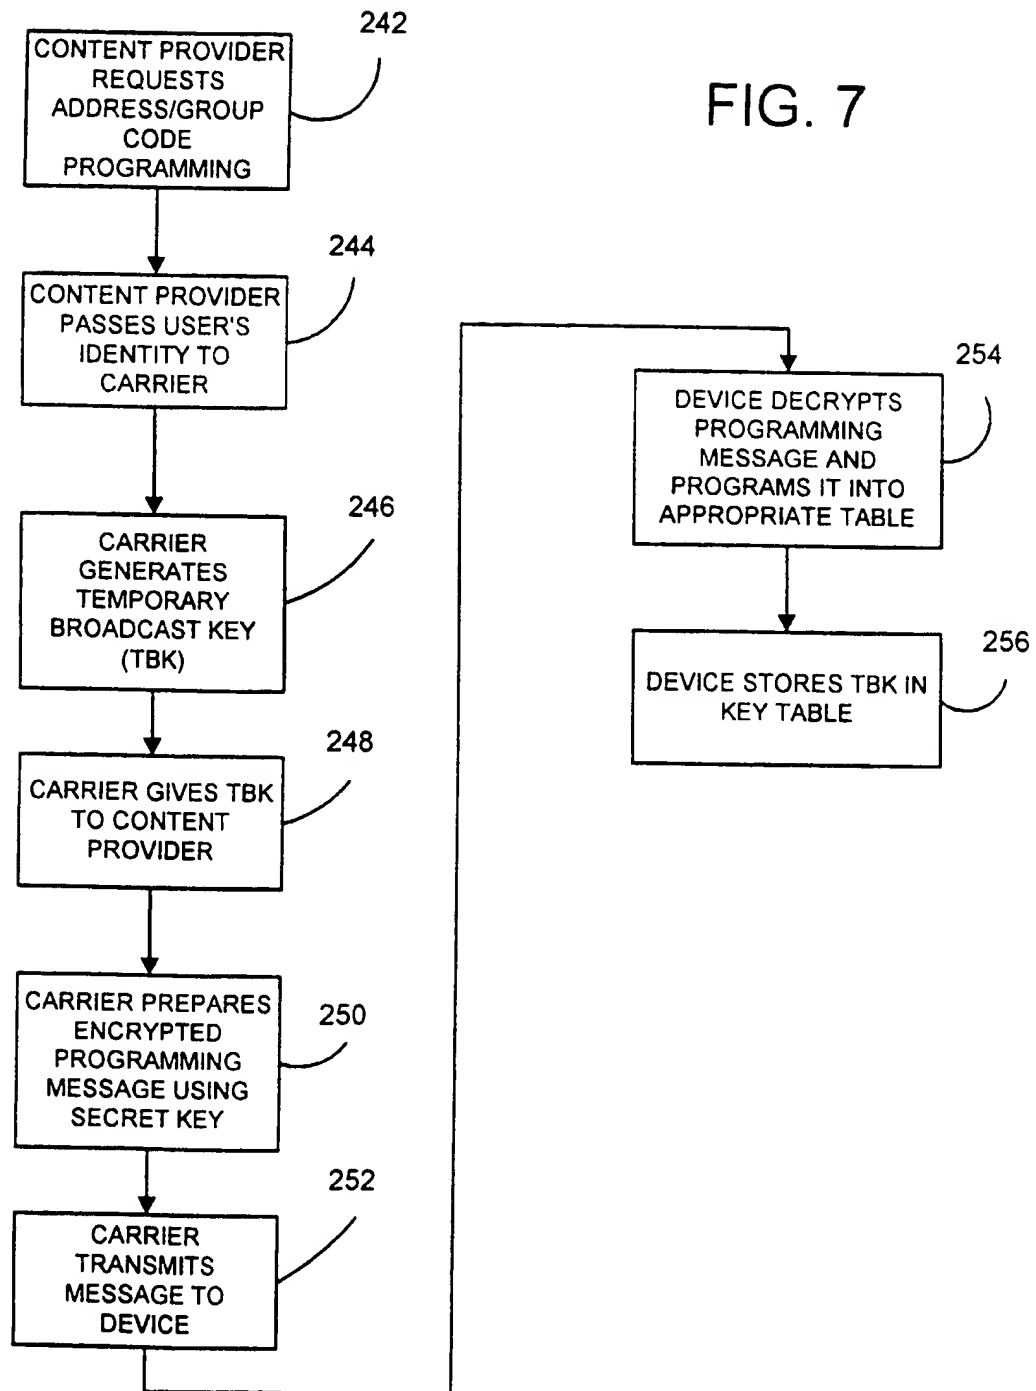 FIG. 7
242
CONTENT PROVIDER
REQUESTS
ADDRESS/GROUP
CODE
PROGRAMMING
244
CONTENT PROVIDER
PASSES USER'S
IDENTITY TO
CARRIER
246
CARRIER
GENERATES
TEMPORARY
BROADCAST KEY
(TBK)
248
CARRIER GIVES TBK
TO CONTENT
PROVIDER
250
CARRIER PREPARES
ENCRYPTED
PROGRAMMING
MESSAGE USING
SECRET KEY
252
CARRIER
TRANSMITS
MESSAGE TO
DEVICE
254
DEVICE DECRYPTS
PROGRAMMING
MESSAGE AND
PROGRAMS IT INTO
APPROPRIATE TABLE
256
DEVICE STORES TBK IN
KEY TABLE